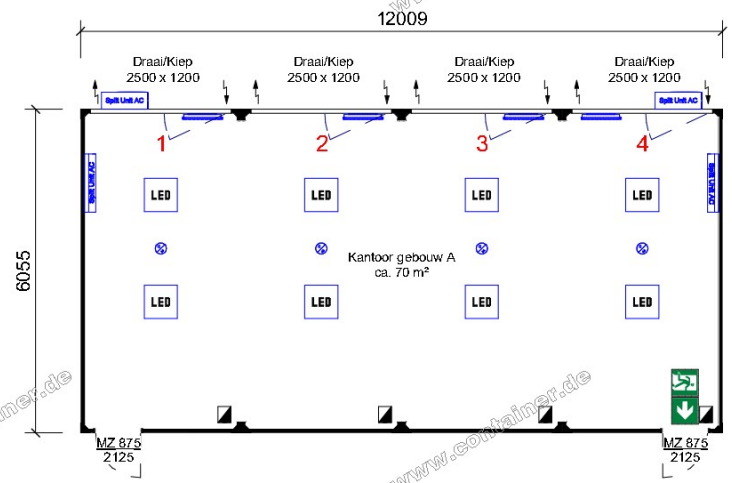 www.container.de
12009
Draai/Kiep
2500 x 1200
Draai/Kiep
2500 x 1200
Draai/Kiep
2500 x 1200
Draai/Kiep
2500 x 1200
Split Unit AC
Split Unit AC
1
2
3
4
Split Unit AC
Split Unit AC
LED
LED
LED
LED
6055
Kantoor gebouw A
ca. 70 m²
LED
LED
LED
LED
MZ 875
2125
MZ 875
2125